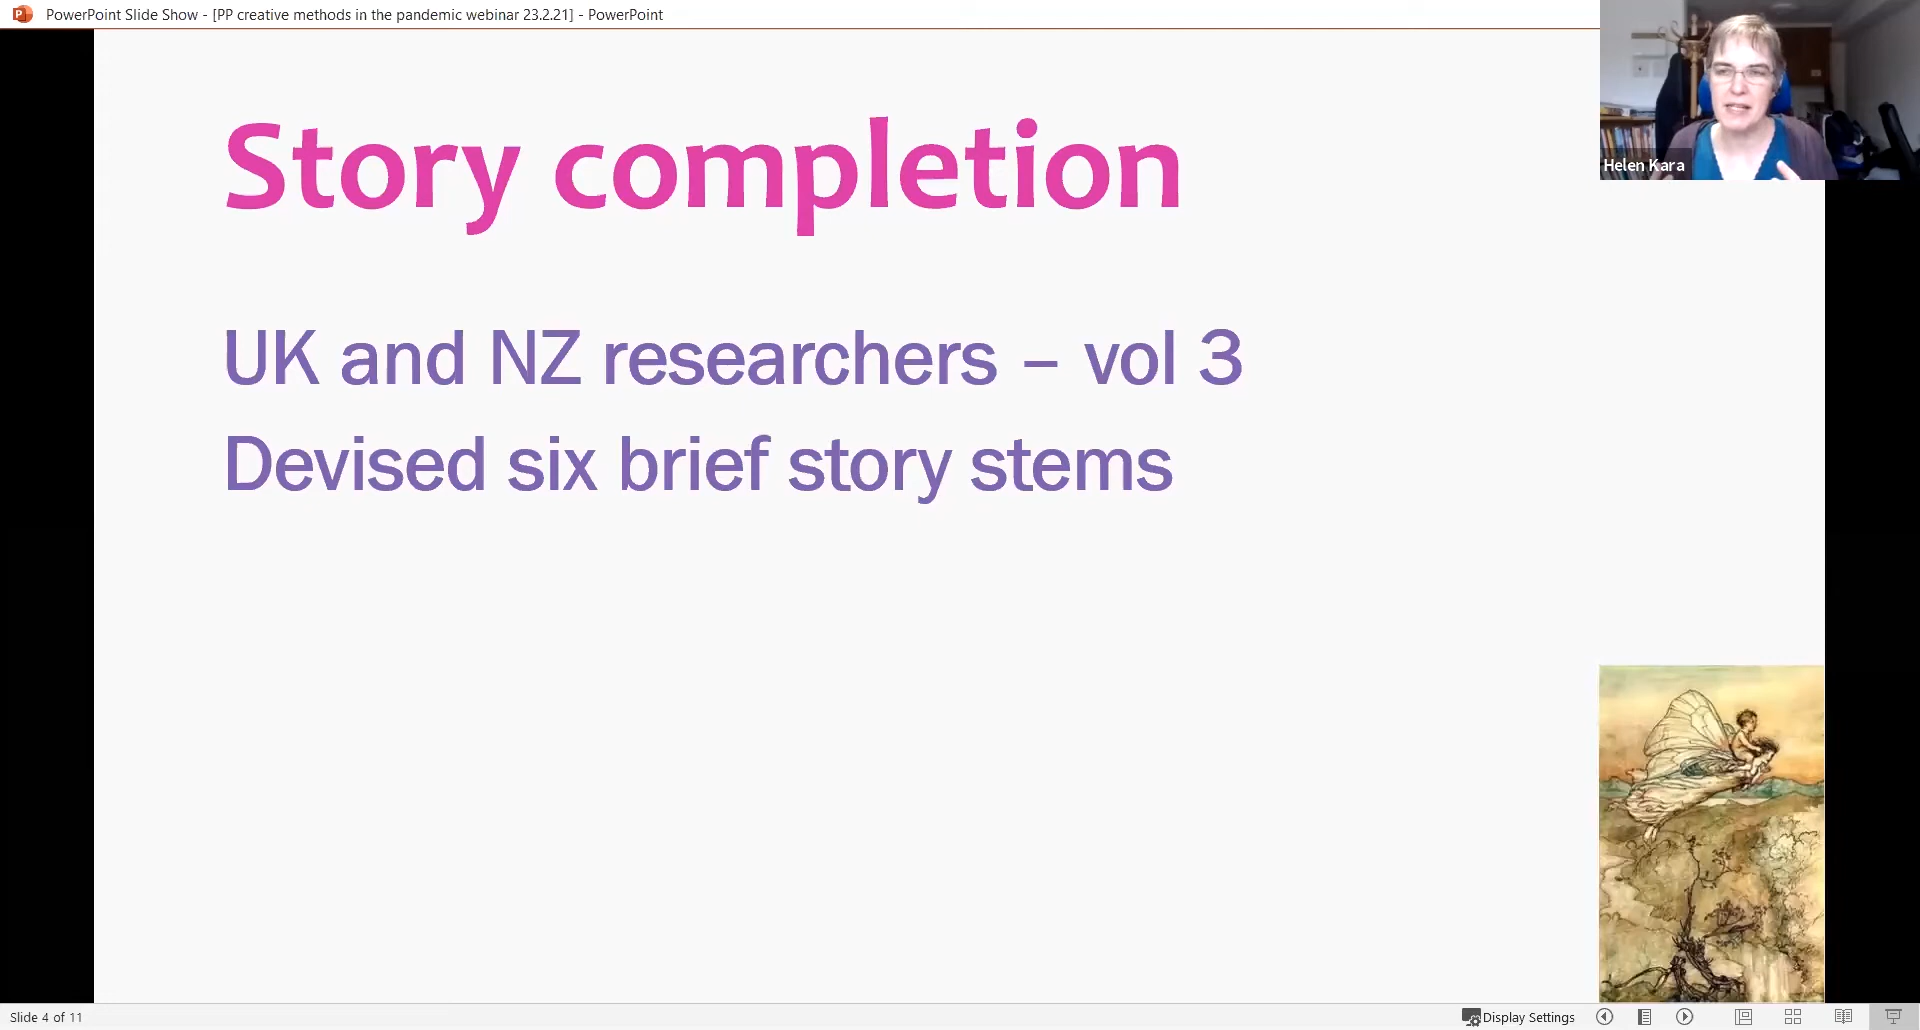 PowerPoint Slide Show - [PP creative methods in the pandemic webinar 23.2.21] - PowerPoint
Helen Kara
Story completion
UK and NZ researchers – vol 3
Devised six brief story stems
Slide 4 of 11
Display Settings